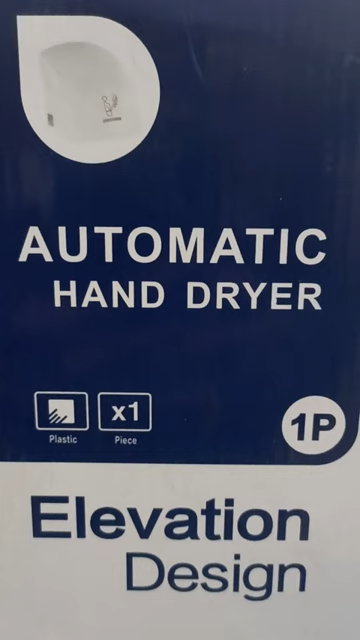 AUTOMATIC
HAND DRYER
x1
Plastic
Piece
1P
Elevation
Design